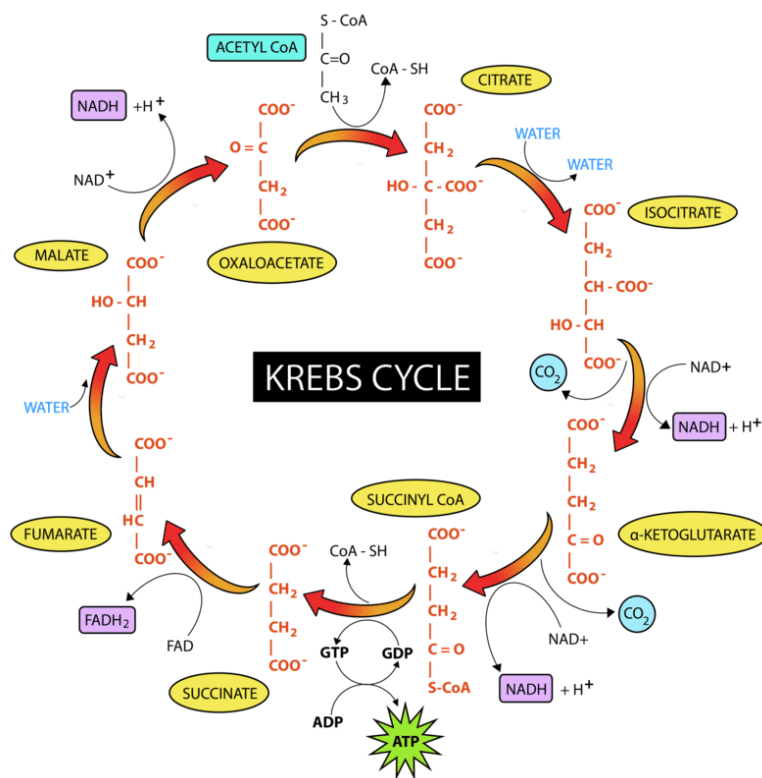 S - CoA
ACETYL CoA
C=O
CH3
CoA - SH
CITRATE
NADH + H+
NAD+
COO-
O = C
CH2
COO-
OXALOACETATE
COO-
CH2
HO - C - COO-
CH2
COO-
WATER
WATER
ISOCITRATE
COO-
CH2
CH - COO-
HO - CH
COO-
MALATE
COO-
HO - CH
CH2
COO-
KREBS CYCLE
CO2
NAD+
NADH + H+
WATER
COO-
CH
HC
COO-
FUMARATE
COO-
CH2
CH2
C = O
COO-
α-KETOGLUTARATE
SUCCINYL CoA
COO-
CH2
CH2
C = O
S-CoA
CoA - SH
CO2
NAD+
NADH + H+
COO-
CH2
CH2
COO-
SUCCINATE
FADH2
FAD
GTP
GDP
ADP
ATP